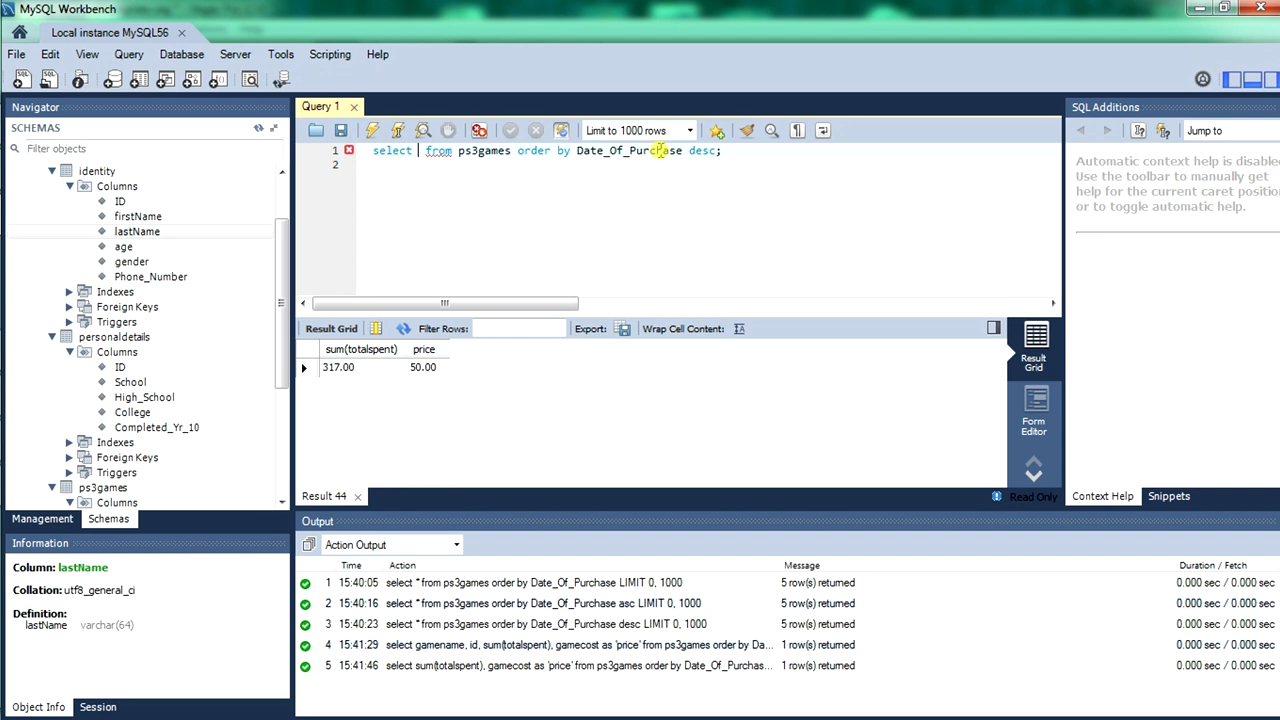 MySQL Workbench
Local instance MySQL56
File Edit View Query Database Server Tools Scripting Help
Navigator
SCHEMAS
Filter objects
identity
Columns
ID
firstName
lastName
age
gender
Phone_Number
Indexes
Foreign Keys
Triggers
personaldetails
Columns
ID
School
High_School
College
Completed_Yr_10
Indexes
Foreign Keys
Triggers
ps3games
Columns
Management Schemas
Information
Column: lastName
Collation: utf8_general_ci
Definition:
lastName varchar(64)
Object Info Session
Query 1
Limit to 1000 rows
1 select from ps3games order by Date_Of_Purchase desc;
2
Result Grid Filter Rows: Export: Wrap Cell Content:
sum(totalspent) price
317.00 50.00
Result Grid
Form Editor
Result 44
Read Only
SQL Additions
Jump to
Automatic context help is disable
Use the toolbar to manually get
help for the current caret position
or to toggle automatic help.
Context Help Snippets
Output
Action Output
Time Action Message Duration / Fetch
1 15:40:05 select * from ps3games order by Date_Of_Purchase LIMIT 0, 1000 5 row(s) returned 0.000 sec / 0.000 sec
2 15:40:16 select * from ps3games order by Date_Of_Purchase asc LIMIT 0, 1000 5 row(s) returned 0.000 sec / 0.000 sec
3 15:40:23 select * from ps3games order by Date_Of_Purchase desc LIMIT 0, 1000 5 row(s) returned 0.000 sec / 0.000 sec
4 15:41:29 select gamename, id, sum(totalspent), gamecost as 'price' from ps3games order by Da... 1 row(s) returned 0.000 sec / 0.000 sec
5 15:41:46 select sum(totalspent), gamecost as 'price' from ps3games order by Date_Of_Purchas... 1 row(s) returned 0.000 sec / 0.000 sec